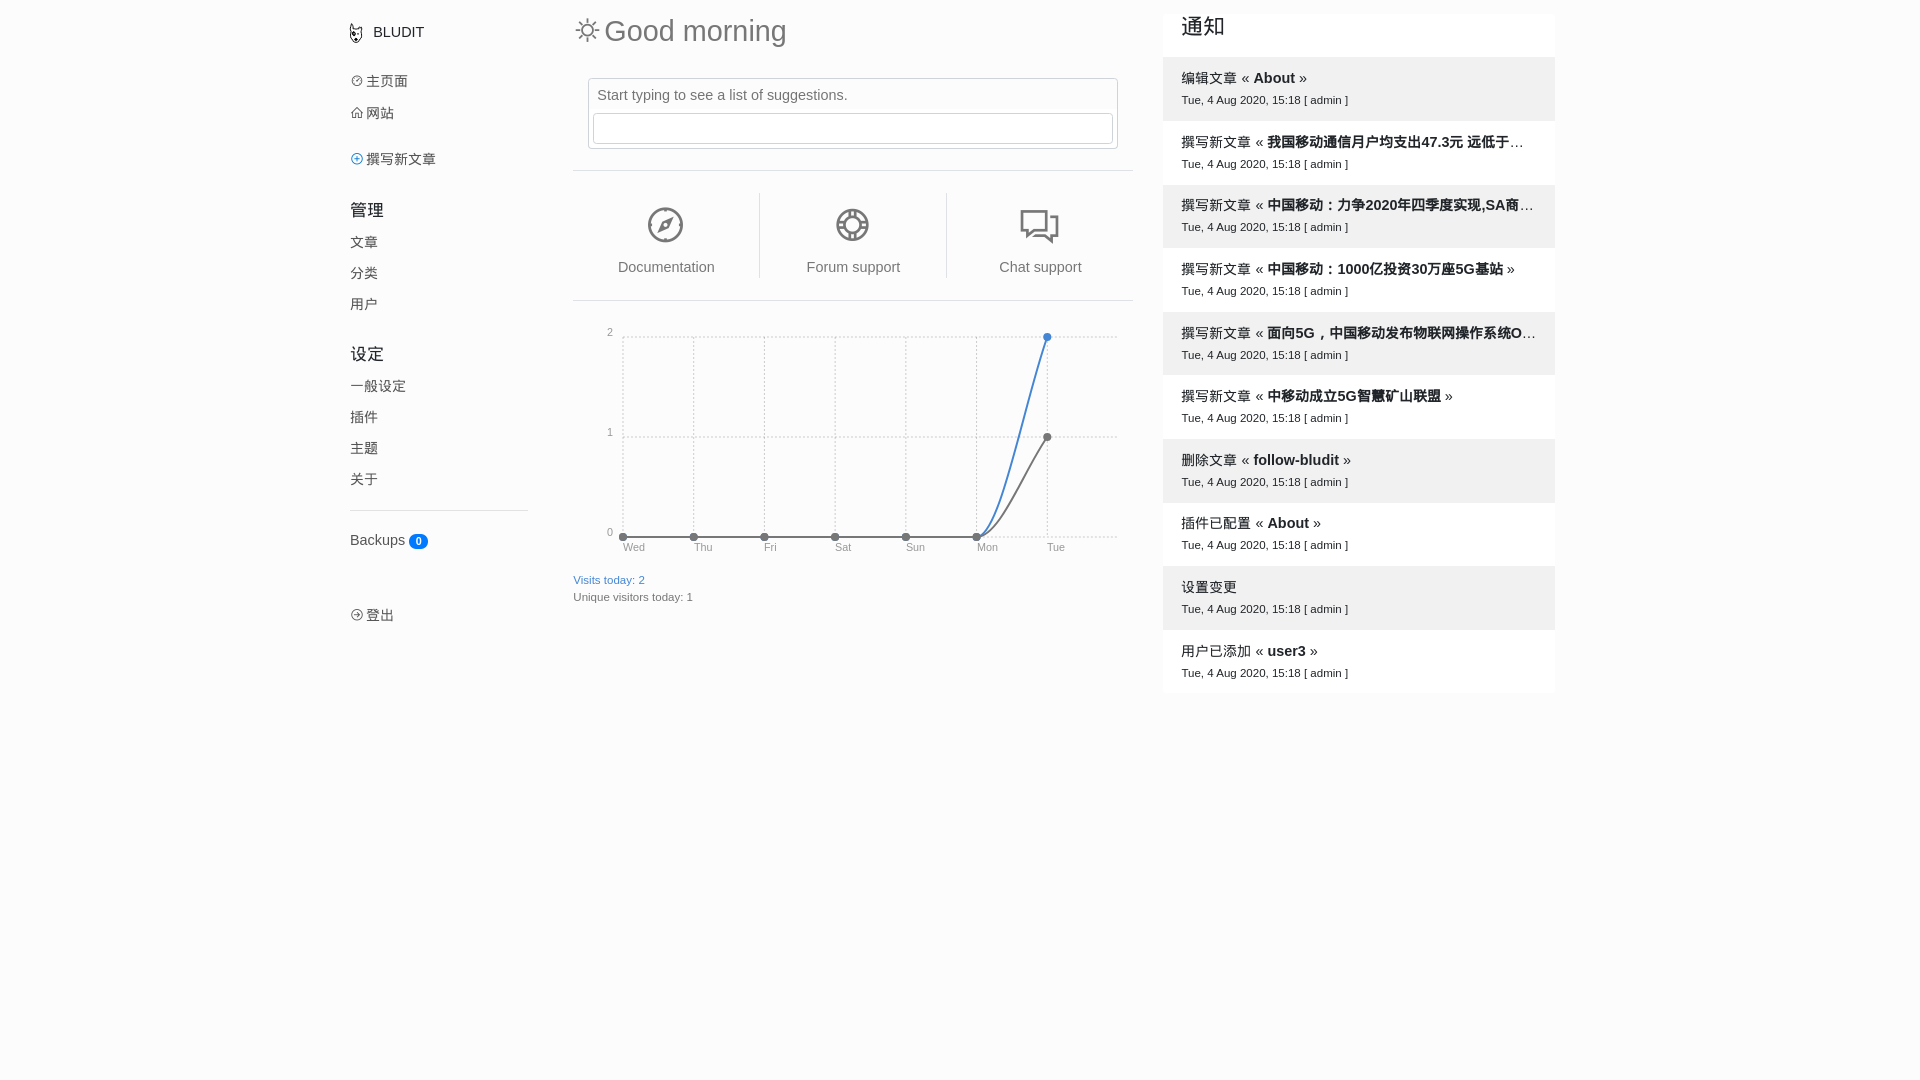 BLUDIT
主页面
网站
撰写新文章
管理
文章
分类
用户
设定
一般设定
插件
主题
关于
Backups 0
登出
Good morning
Start typing to see a list of suggestions.
Documentation
Forum support
Chat support
2
1
0
Wed Thu Fri Sat Sun Mon Tue
Visits today: 2
Unique visitors today: 1
通知
编辑文章 « About »
Tue, 4 Aug 2020, 15:18 [ admin ]
撰写新文章 « 我国移动通信月户均支出47.3元 远低于…
Tue, 4 Aug 2020, 15:18 [ admin ]
撰写新文章 « 中国移动：力争2020年四季度实现,SA商…
Tue, 4 Aug 2020, 15:18 [ admin ]
撰写新文章 « 中国移动：1000亿投资30万座5G基站 »
Tue, 4 Aug 2020, 15:18 [ admin ]
撰写新文章 « 面向5G，中国移动发布物联网操作系统O…
Tue, 4 Aug 2020, 15:18 [ admin ]
撰写新文章 « 中移动成立5G智慧矿山联盟 »
Tue, 4 Aug 2020, 15:18 [ admin ]
删除文章 « follow-bludit »
Tue, 4 Aug 2020, 15:18 [ admin ]
插件已配置 « About »
Tue, 4 Aug 2020, 15:18 [ admin ]
设置变更
Tue, 4 Aug 2020, 15:18 [ admin ]
用户已添加 « user3 »
Tue, 4 Aug 2020, 15:18 [ admin ]